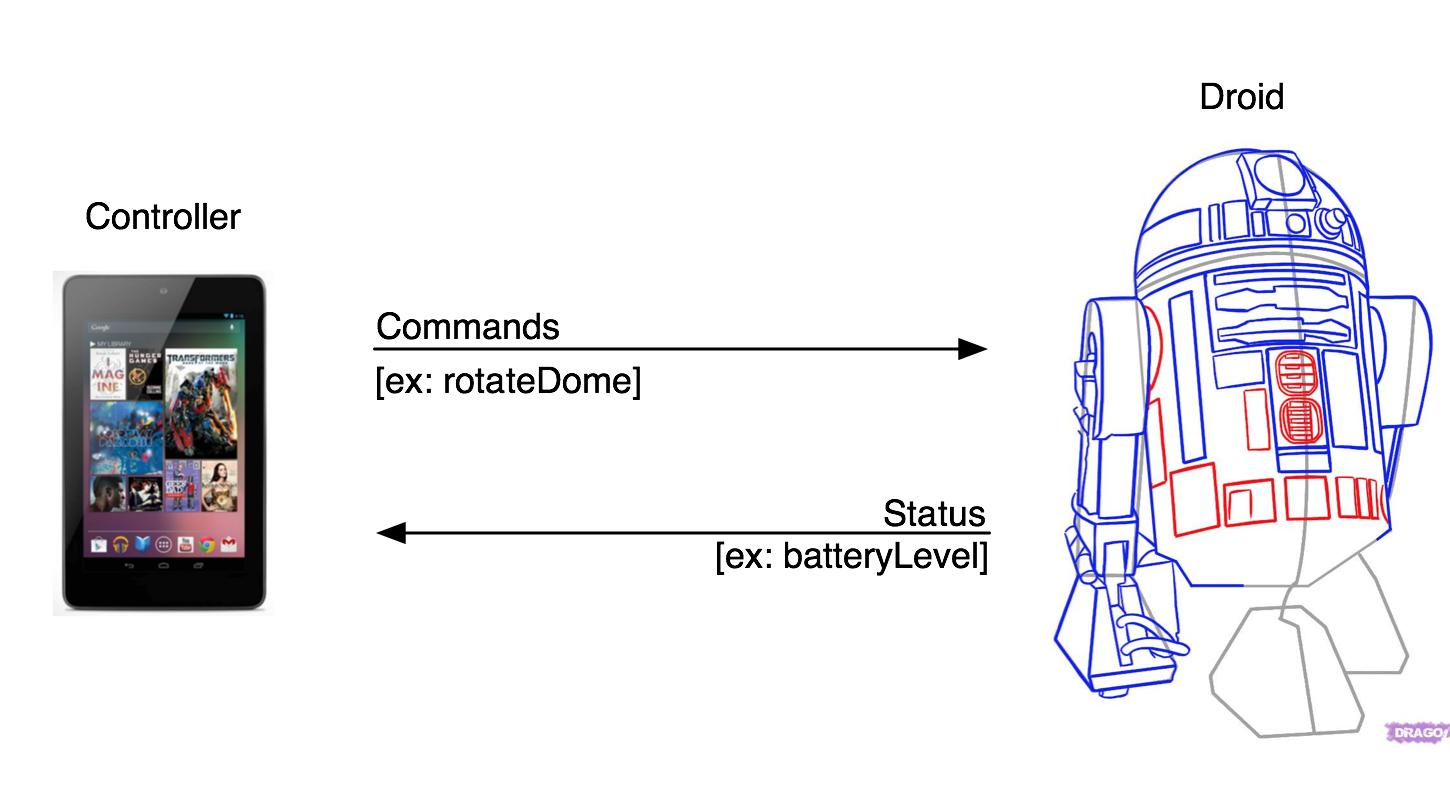 Droid
Controller
Google
MY LIBRARY
MAG
INE
THE
HUNGER
GAMES
TRANSFORMERS
Commands
[ex: rotateDome]
Status
[ex: batteryLevel]
DRAGO